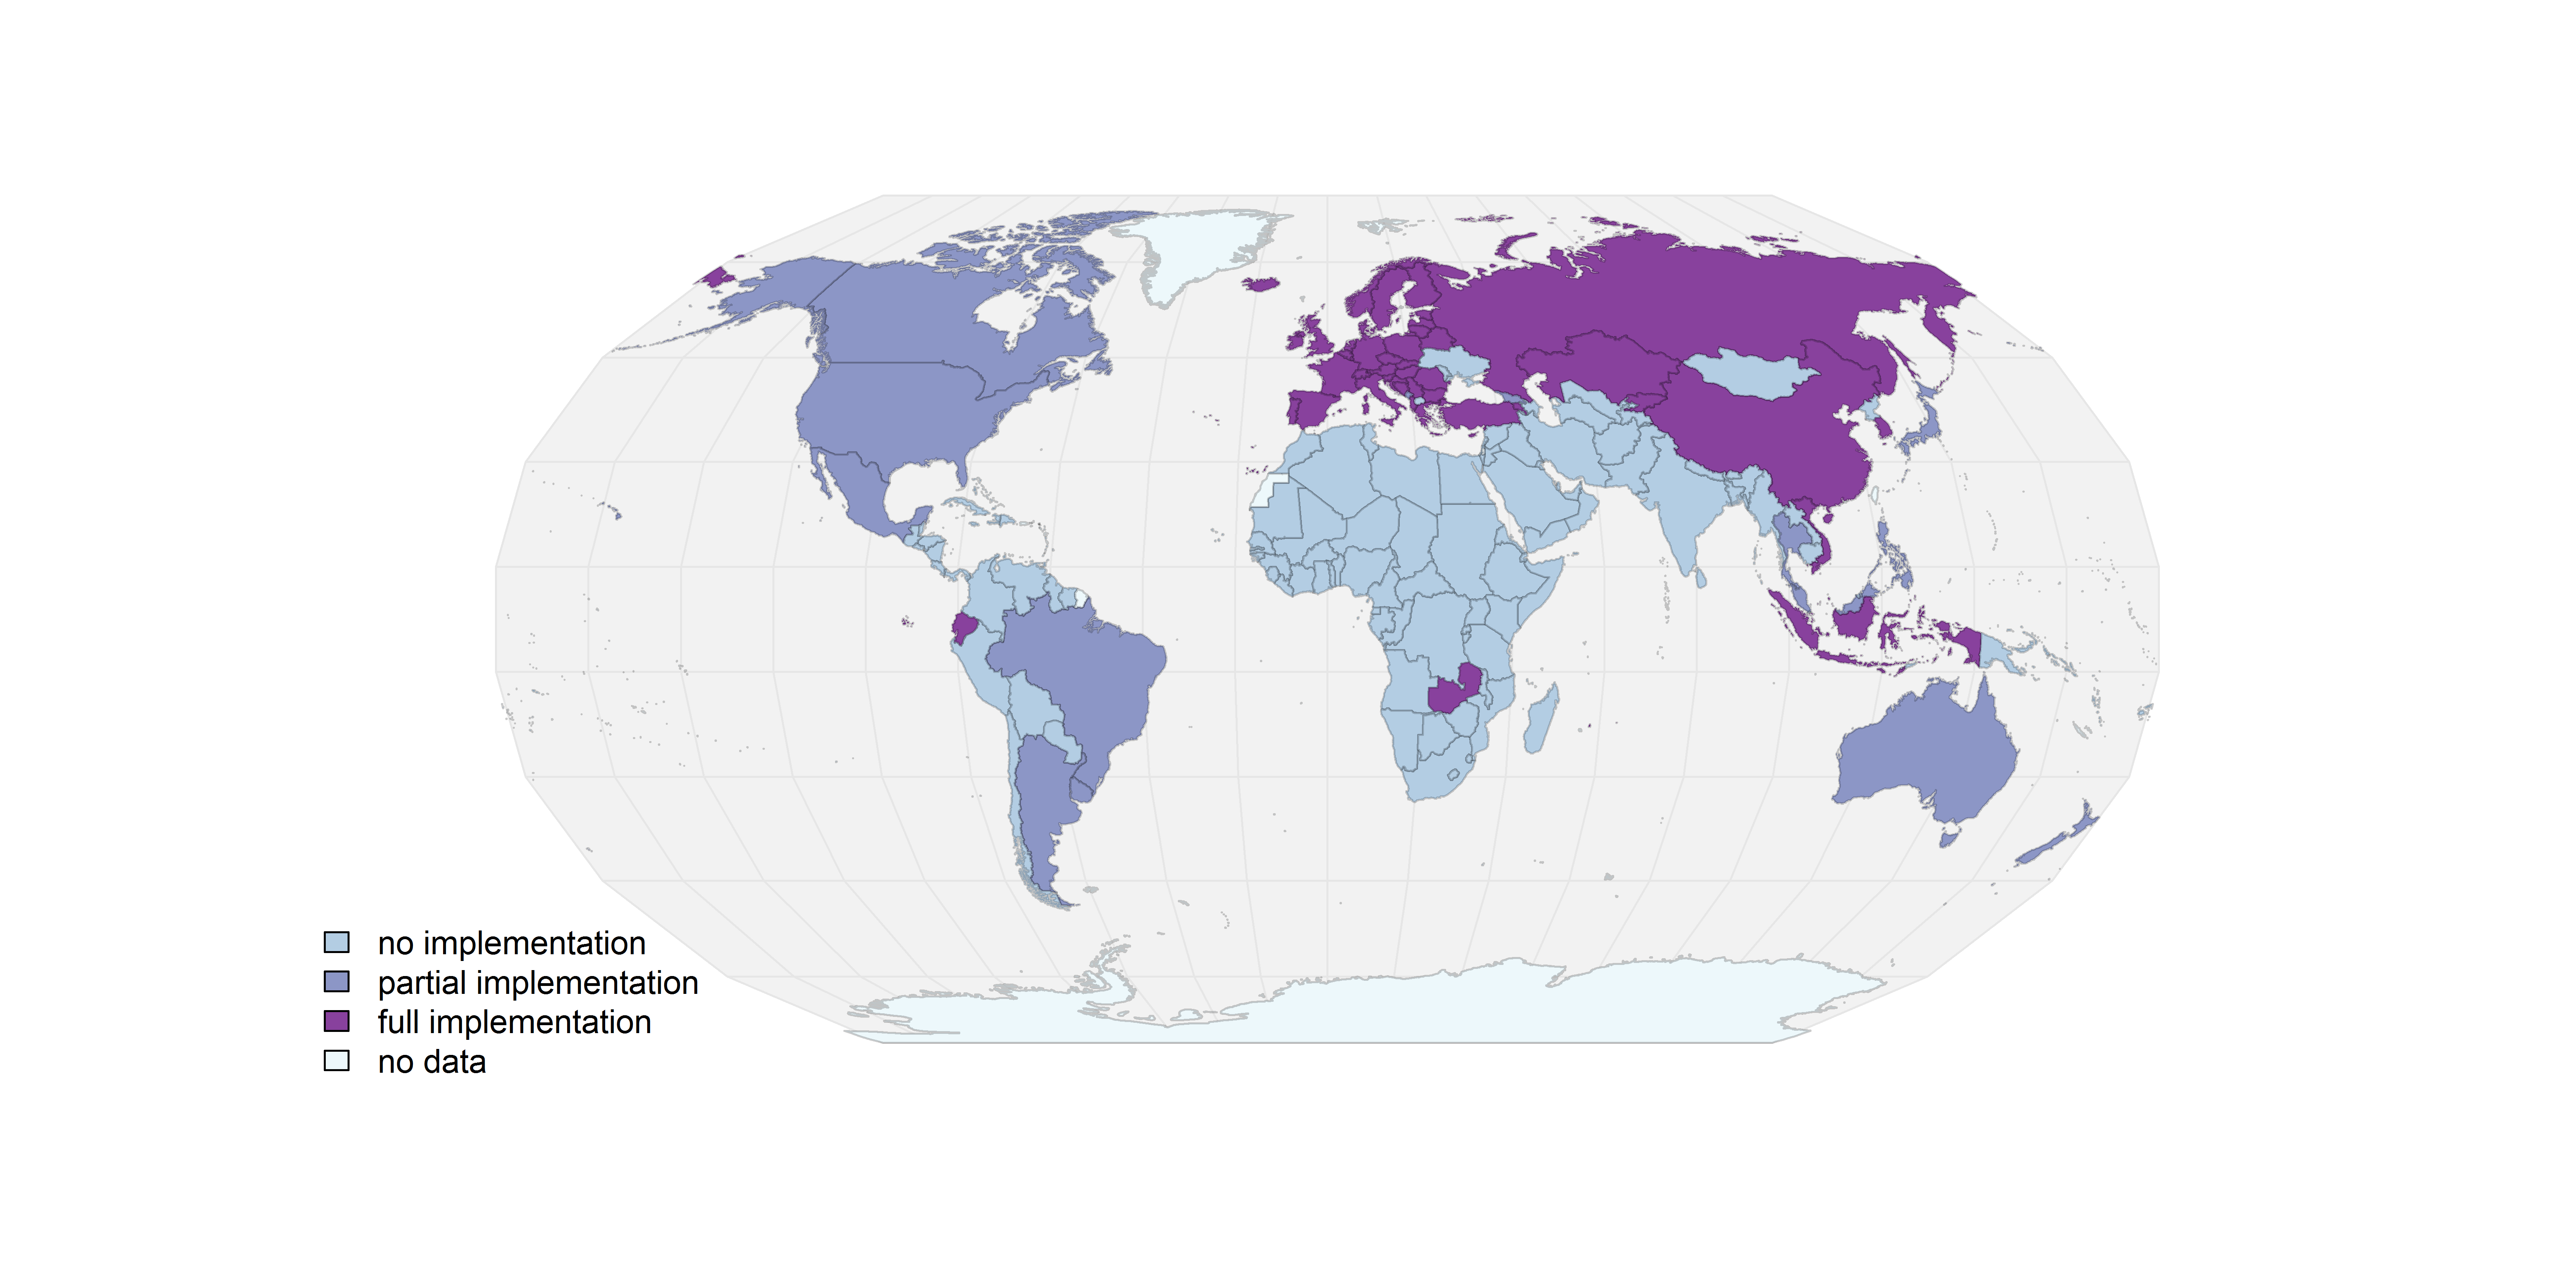 no implementation
partial implementation
full implementation
no data